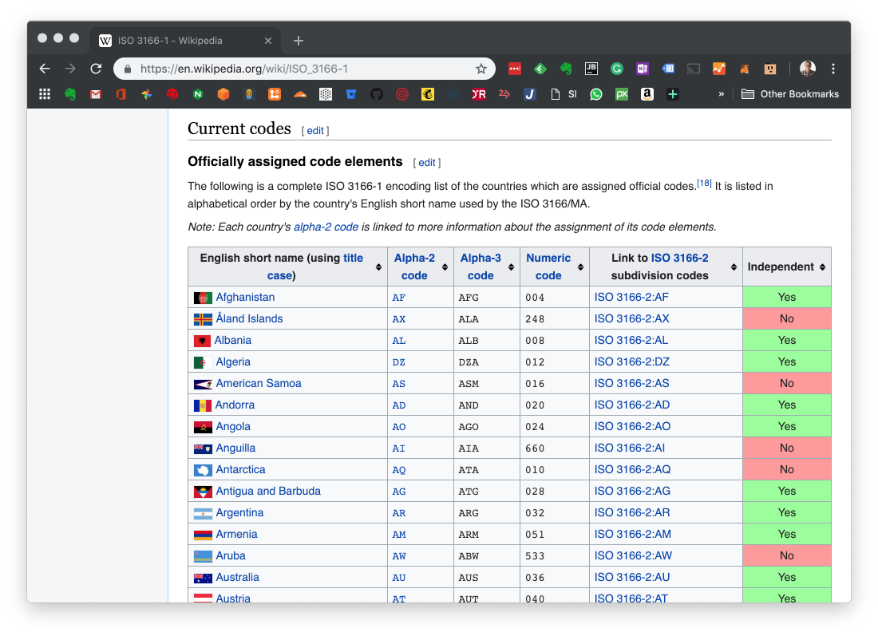 ISO 3166-1 - Wikipedia
https://en.wikipedia.org/wiki/ISO_3166-1
SI
Other Bookmarks
Current codes [ edit ]
Officially assigned code elements [ edit ]
The following is a complete ISO 3166-1 encoding list of the countries which are assigned official codes.[18] It is listed in
alphabetical order by the country's English short name used by the ISO 3166/MA.
Note: Each country's alpha-2 code is linked to more information about the assignment of its code elements.
English short name (using title case) Alpha-2 code Alpha-3 code Numeric code Link to ISO 3166-2 subdivision codes Independent
Afghanistan AF AFG 004 ISO 3166-2:AF Yes
Åland Islands AX ALA 248 ISO 3166-2:AX No
Albania AL ALB 008 ISO 3166-2:AL Yes
Algeria DZ DZA 012 ISO 3166-2:DZ Yes
American Samoa AS ASM 016 ISO 3166-2:AS No
Andorra AD AND 020 ISO 3166-2:AD Yes
Angola AO AGO 024 ISO 3166-2:AO Yes
Anguilla AI AIA 660 ISO 3166-2:AI No
Antarctica AQ ATA 010 ISO 3166-2:AQ No
Antigua and Barbuda AG ATG 028 ISO 3166-2:AG Yes
Argentina AR ARG 032 ISO 3166-2:AR Yes
Armenia AM ARM 051 ISO 3166-2:AM Yes
Aruba AW ABW 533 ISO 3166-2:AW No
Australia AU AUS 036 ISO 3166-2:AU Yes
Austria AT AUT 040 ISO 3166-2:AT Yes